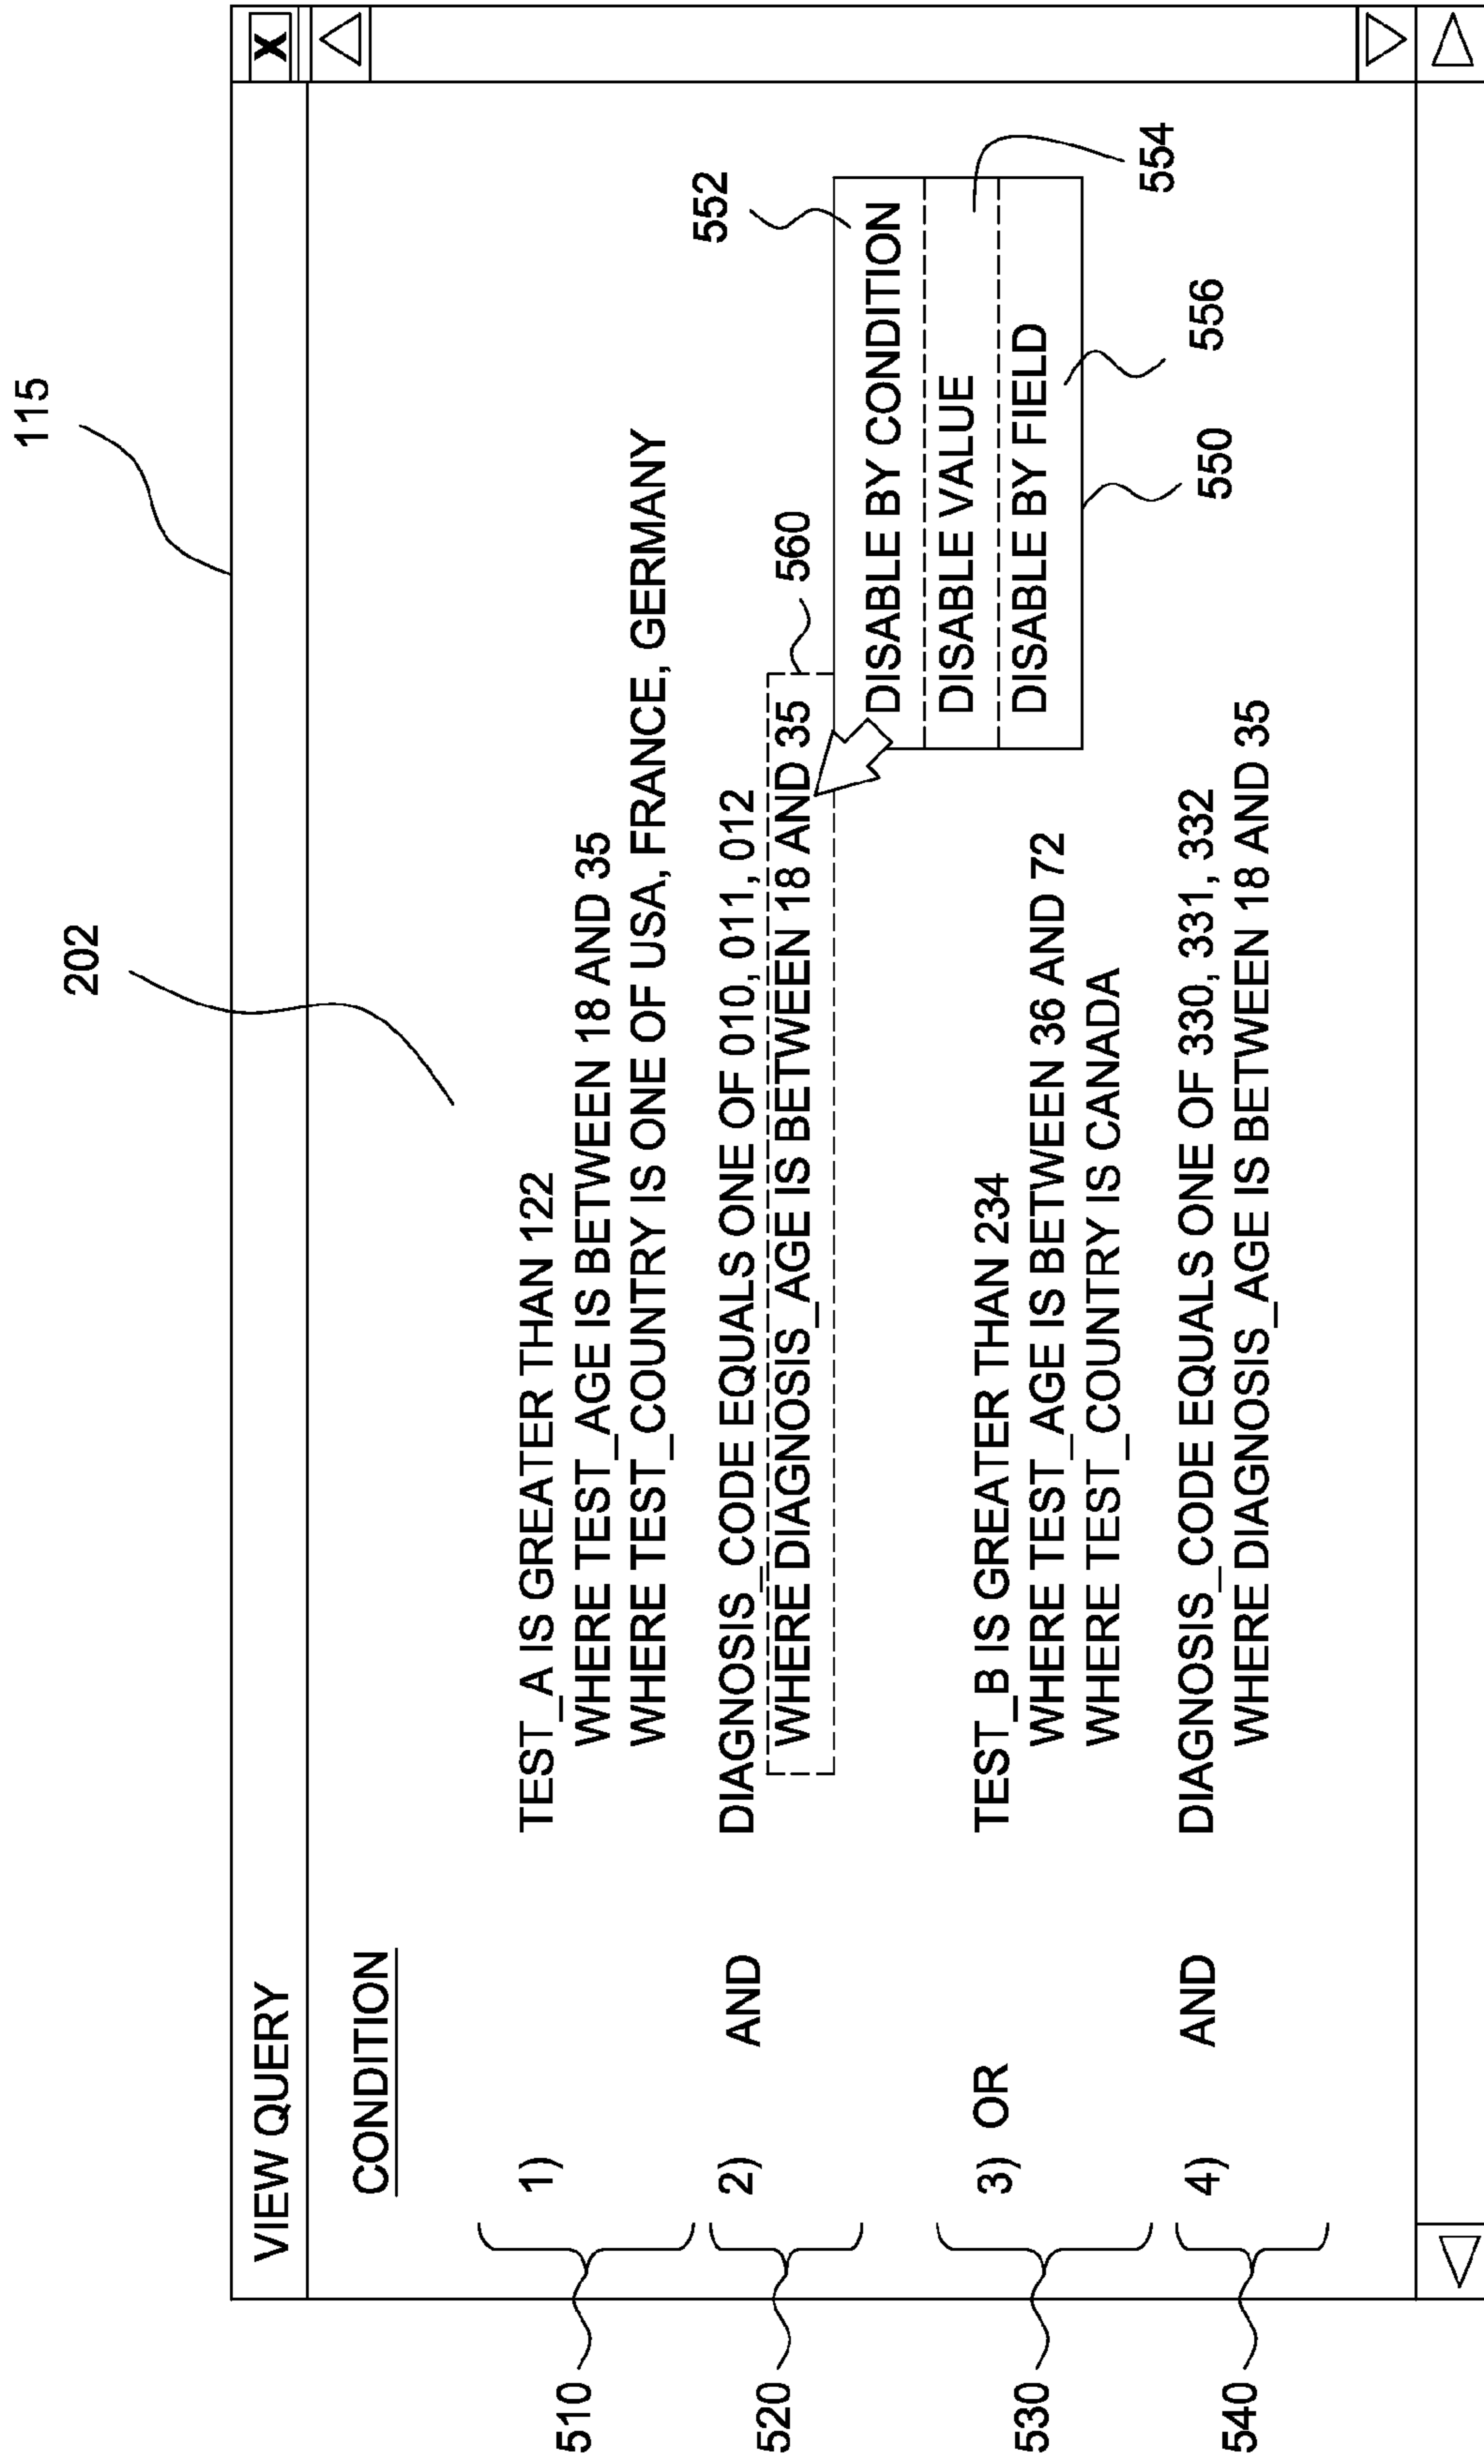 115
202
VIEW QUERY
X
CONDITION
510
1)
TEST_A IS GREATER THAN 122
WHERE TEST_AGE IS BETWEEN 18 AND 35
WHERE TEST_COUNTRY IS ONE OF USA, FRANCE, GERMANY
520
2) AND
DIAGNOSIS_CODE EQUALS ONE OF 010, 011, 012
WHERE DIAGNOSIS_AGE IS BETWEEN 18 AND 35
560
552
DISABLE BY CONDITION
DISABLE VALUE
DISABLE BY FIELD
554
556
550
530
3) OR
TEST_B IS GREATER THAN 234
WHERE TEST_AGE IS BETWEEN 36 AND 72
WHERE TEST_COUNTRY IS CANADA
540
4) AND
DIAGNOSIS_CODE EQUALS ONE OF 330, 331, 332
WHERE DIAGNOSIS_AGE IS BETWEEN 18 AND 35